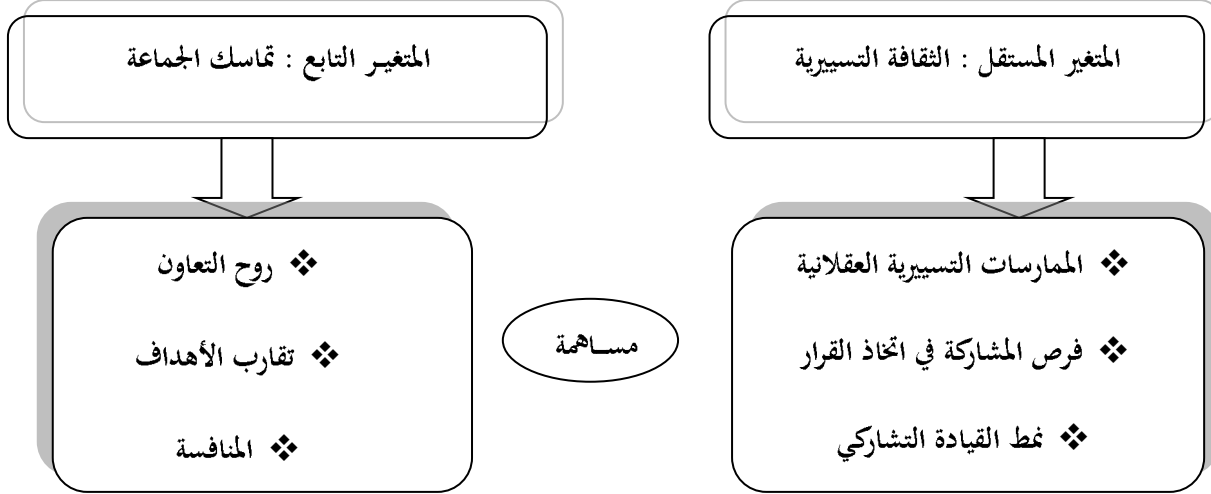 المتغير المستقل : الثقافة التسييرية
المتغير التابع : تماسك الجماعة
❖ الممارسات التسييرية العقلانية
❖ فرص المشاركة في اتخاذ القرار
❖ نمط القيادة التشاركي
مساهمة
❖ روح التعاون
❖ تقارب الأهداف
❖ المنافسة